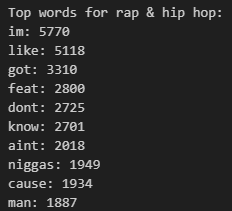 Top words for rap & hip hop:
im: 5770
like: 5118
got: 3310
feat: 2800
dont: 2725
know: 2701
aint: 2018
niggas: 1949
cause: 1934
man: 1887